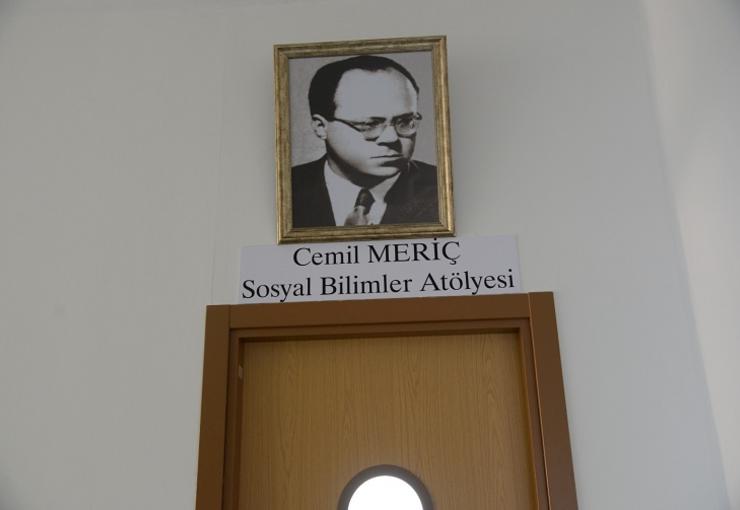 Cemil MERİÇ
Sosyal Bilimler Atölyesi